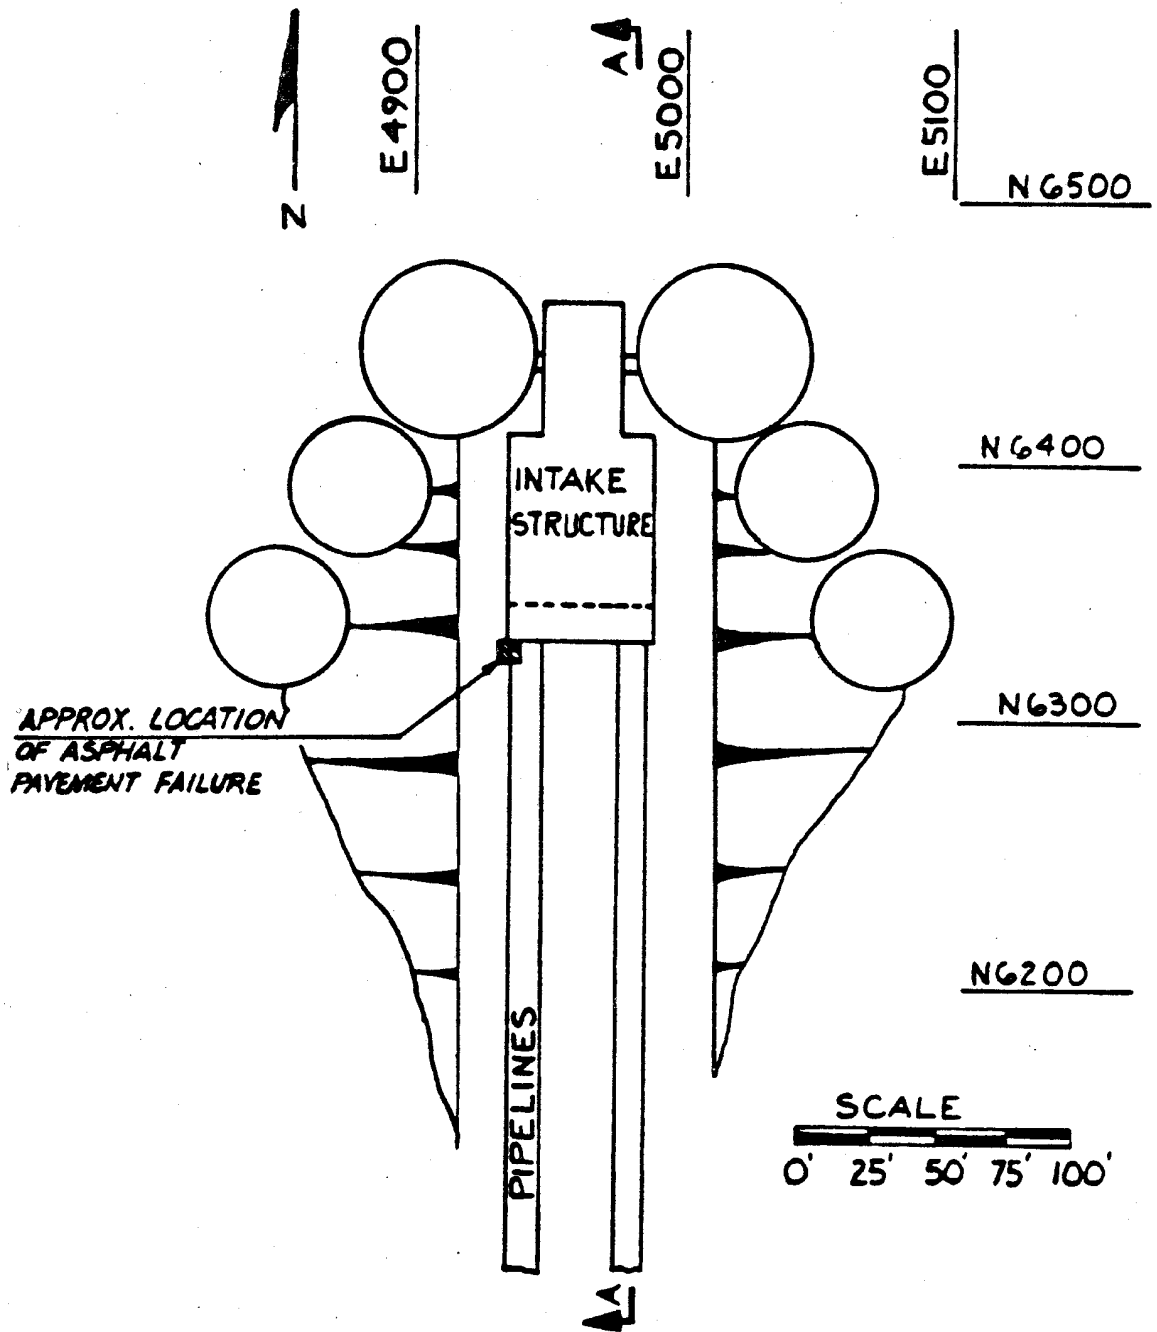 E4900
A
E5000
E5100
N6500
N
N6400
INTAKE
STRUCTURE
N6300
APPROX. LOCATION
OF ASPHALT
PAVEMENT FAILURE
N6200
PIPELINES
SCALE
0' 25' 50' 75' 100'
A